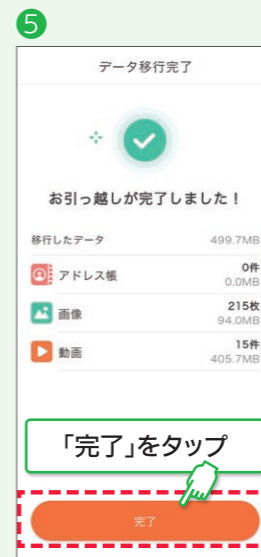 5
データ移行完了
お引っ越しが完了しました！
移行したデータ 499.7MB
アドレス帳 0件
0.0MB
画像 215枚
94.0MB
動画 15件
405.7MB
「完了」をタップ
完了